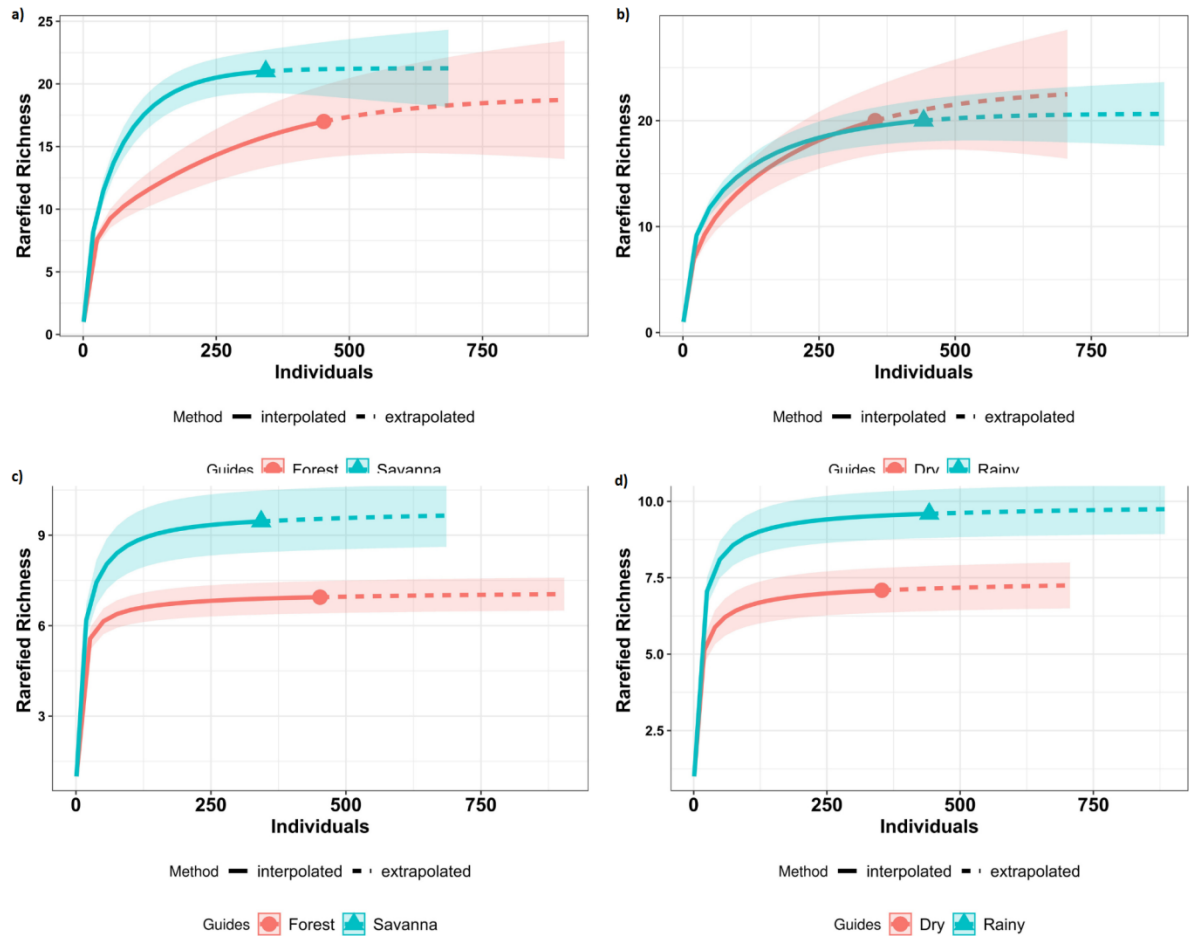 a)
25
20
15
10
5
0
Rarefied Richness
0 250 500 750
Individuals
Method interpolated extrapolated
Guides Forest Savanna
b)
20
10
0
Rarefied Richness
0 250 500 750
Individuals
Method interpolated extrapolated
Guides Dry Rainy
c)
9
6
3
Rarefied Richness
0 250 500 750
Individuals
Method interpolated extrapolated
Guides Forest Savanna
d)
10.0
7.5
5.0
2.5
Rarefied Richness
0 250 500 750
Individuals
Method interpolated extrapolated
Guides Dry Rainy